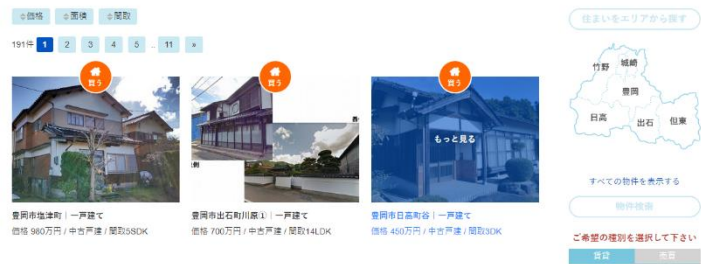 価格 面積 間取
191件 1 2 3 4 5 .. 11 »
買う
買う
買う
もっと見る
豊岡市塩津町｜一戸建て
価格 980万円 / 中古戸建 / 間取5SDK
豊岡市出石町川原①｜一戸建て
価格 700万円 / 中古戸建 / 間取14LDK
豊岡市日高町谷｜一戸建て
価格 450万円 / 中古戸建 / 間取3DK
住まいをエリアから探す
竹野 城崎
豊岡
日高 出石 但東
すべての物件を表示する
物件検索
ご希望の種別を選択して下さい
賃貸 売買